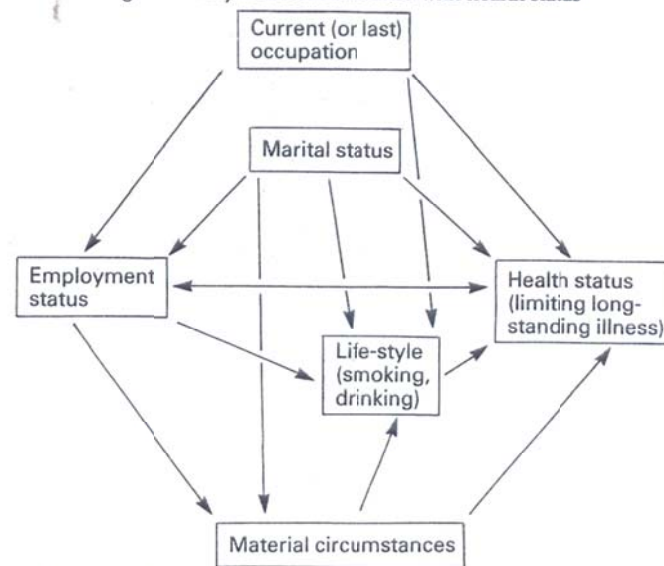 Current (or last)
occupation
Marital status
Employment
status
Health status
(limiting long-
standing illness)
Life-style
(smoking,
drinking)
Material circumstances